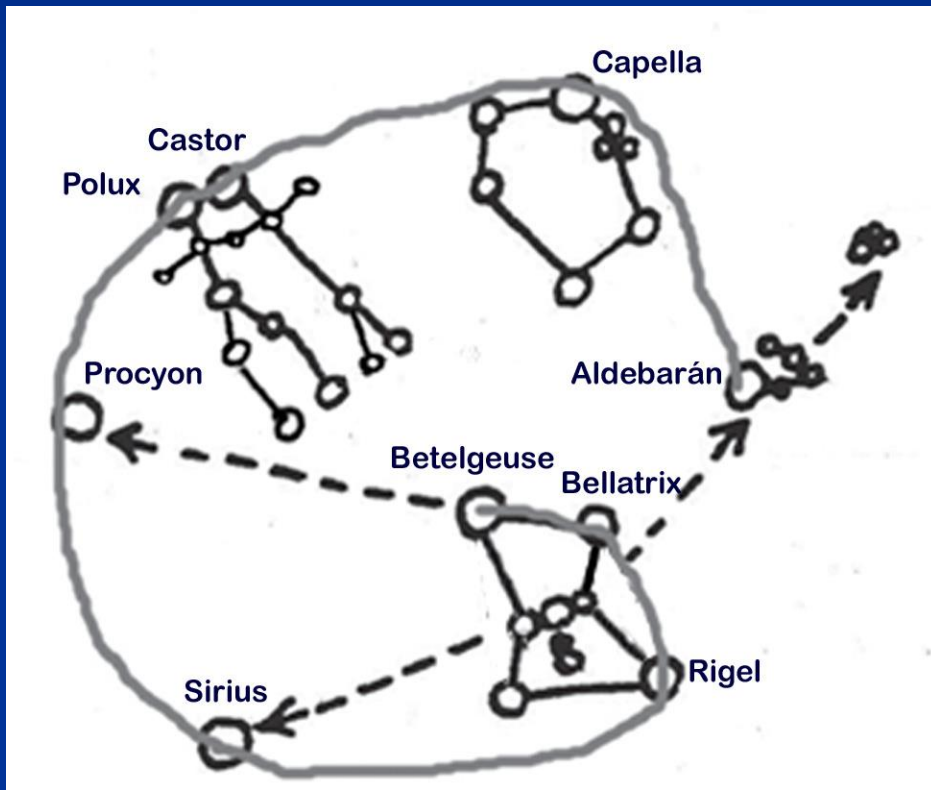 Capella
Castor
Polux
Procyon
Aldebarán
Betelgeuse
Bellatrix
Sirius
Rigel